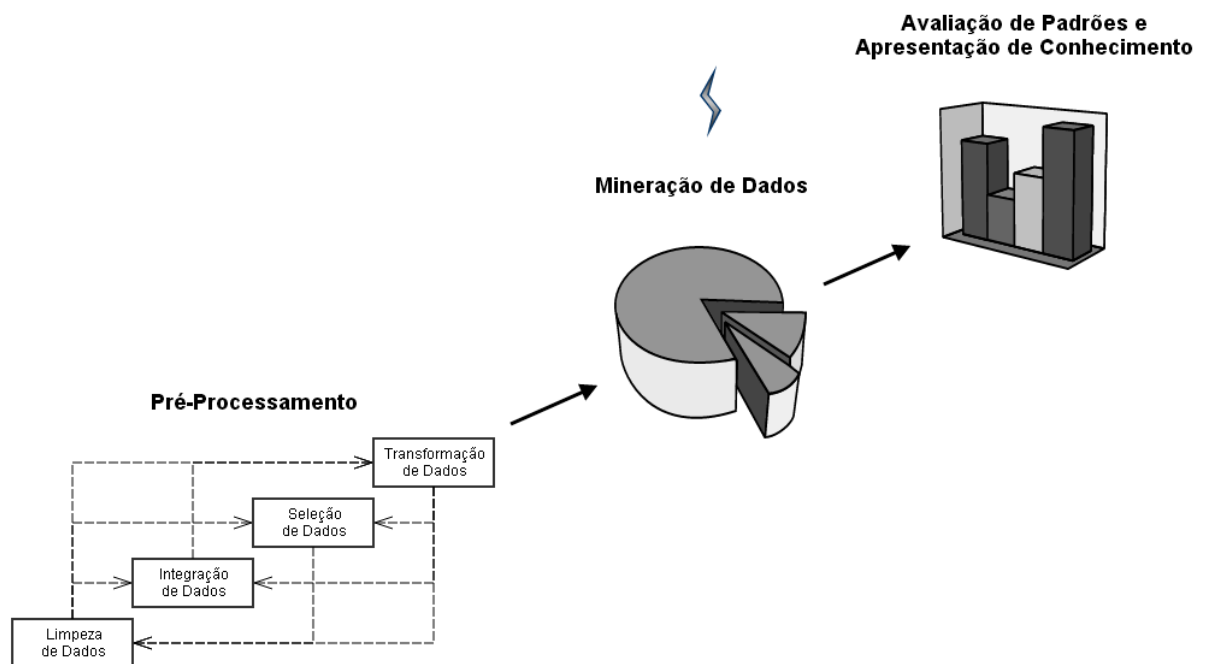 Avaliação de Padrões e
Apresentação de Conhecimento
Mineração de Dados
Pré-Processamento
Transformação
de Dados
Seleção
de Dados
Integração
de Dados
Limpeza
de Dados